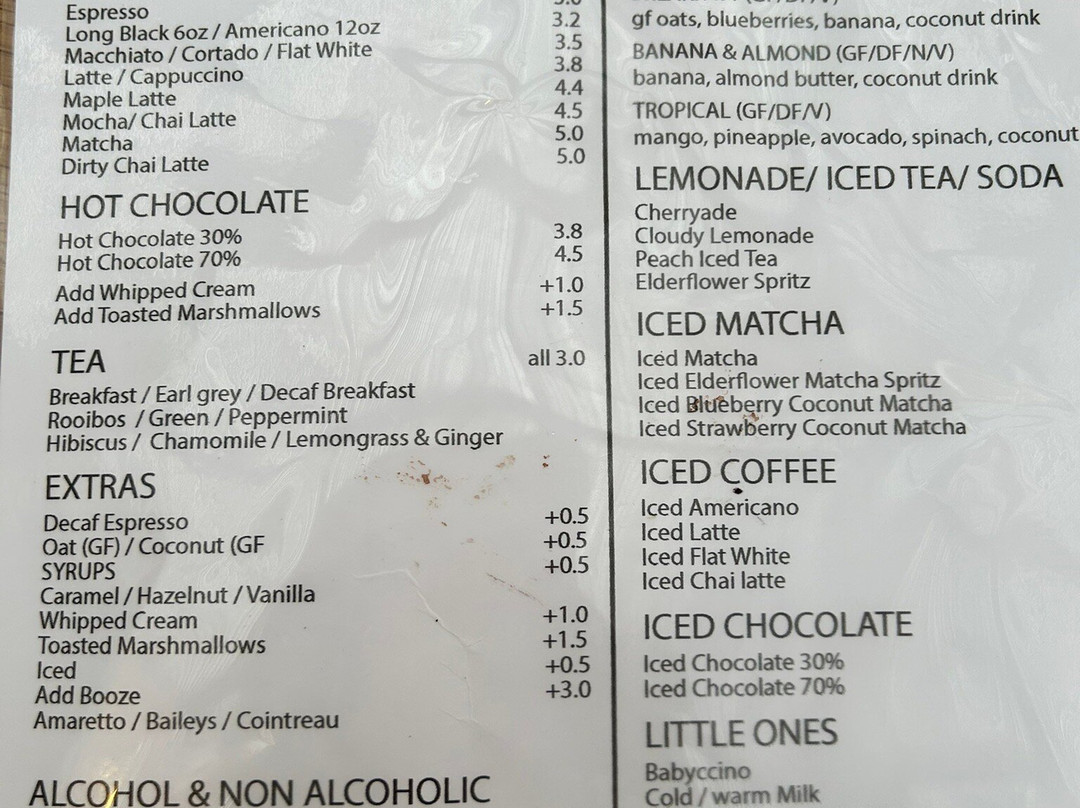 Espresso
Long Black 6oz / Americano 12oz 3.2
Macchiato / Cortado / Flat White 3.5
Latte / Cappuccino 3.8
Maple Latte 4.4
Mocha/ Chai Latte 4.5
Matcha 5.0
Dirty Chai Latte 5.0
HOT CHOCOLATE
Hot Chocolate 30% 3.8
Hot Chocolate 70% 4.5
Add Whipped Cream +1.0
Add Toasted Marshmallows +1.5
TEA all 3.0
Breakfast / Earl grey / Decaf Breakfast
Rooibos / Green / Peppermint
Hibiscus / Chamomile / Lemongrass & Ginger
EXTRAS
Decaf Espresso +0.5
Oat (GF) / Coconut (GF +0.5
SYRUPS +0.5
Caramel / Hazelnut / Vanilla
Whipped Cream +1.0
Toasted Marshmallows +1.5
Iced +0.5
Add Booze +3.0
Amaretto / Baileys / Cointreau
ALCOHOL & NON ALCOHOLIC
gf oats, blueberries, banana, coconut drink
BANANA & ALMOND (GF/DF/N/V)
banana, almond butter, coconut drink
TROPICAL (GF/DF/V)
mango, pineapple, avocado, spinach, coconut
LEMONADE/ ICED TEA/ SODA
Cherryade
Cloudy Lemonade
Peach Iced Tea
Elderflower Spritz
ICED MATCHA
Iced Matcha
Iced Elderflower Matcha Spritz
Iced Blueberry Coconut Matcha
Iced Strawberry Coconut Matcha
ICED COFFEE
Iced Americano
Iced Latte
Iced Flat White
Iced Chai latte
ICED CHOCOLATE
Iced Chocolate 30%
Iced Chocolate 70%
LITTLE ONES
Babyccino
Cold / warm Milk